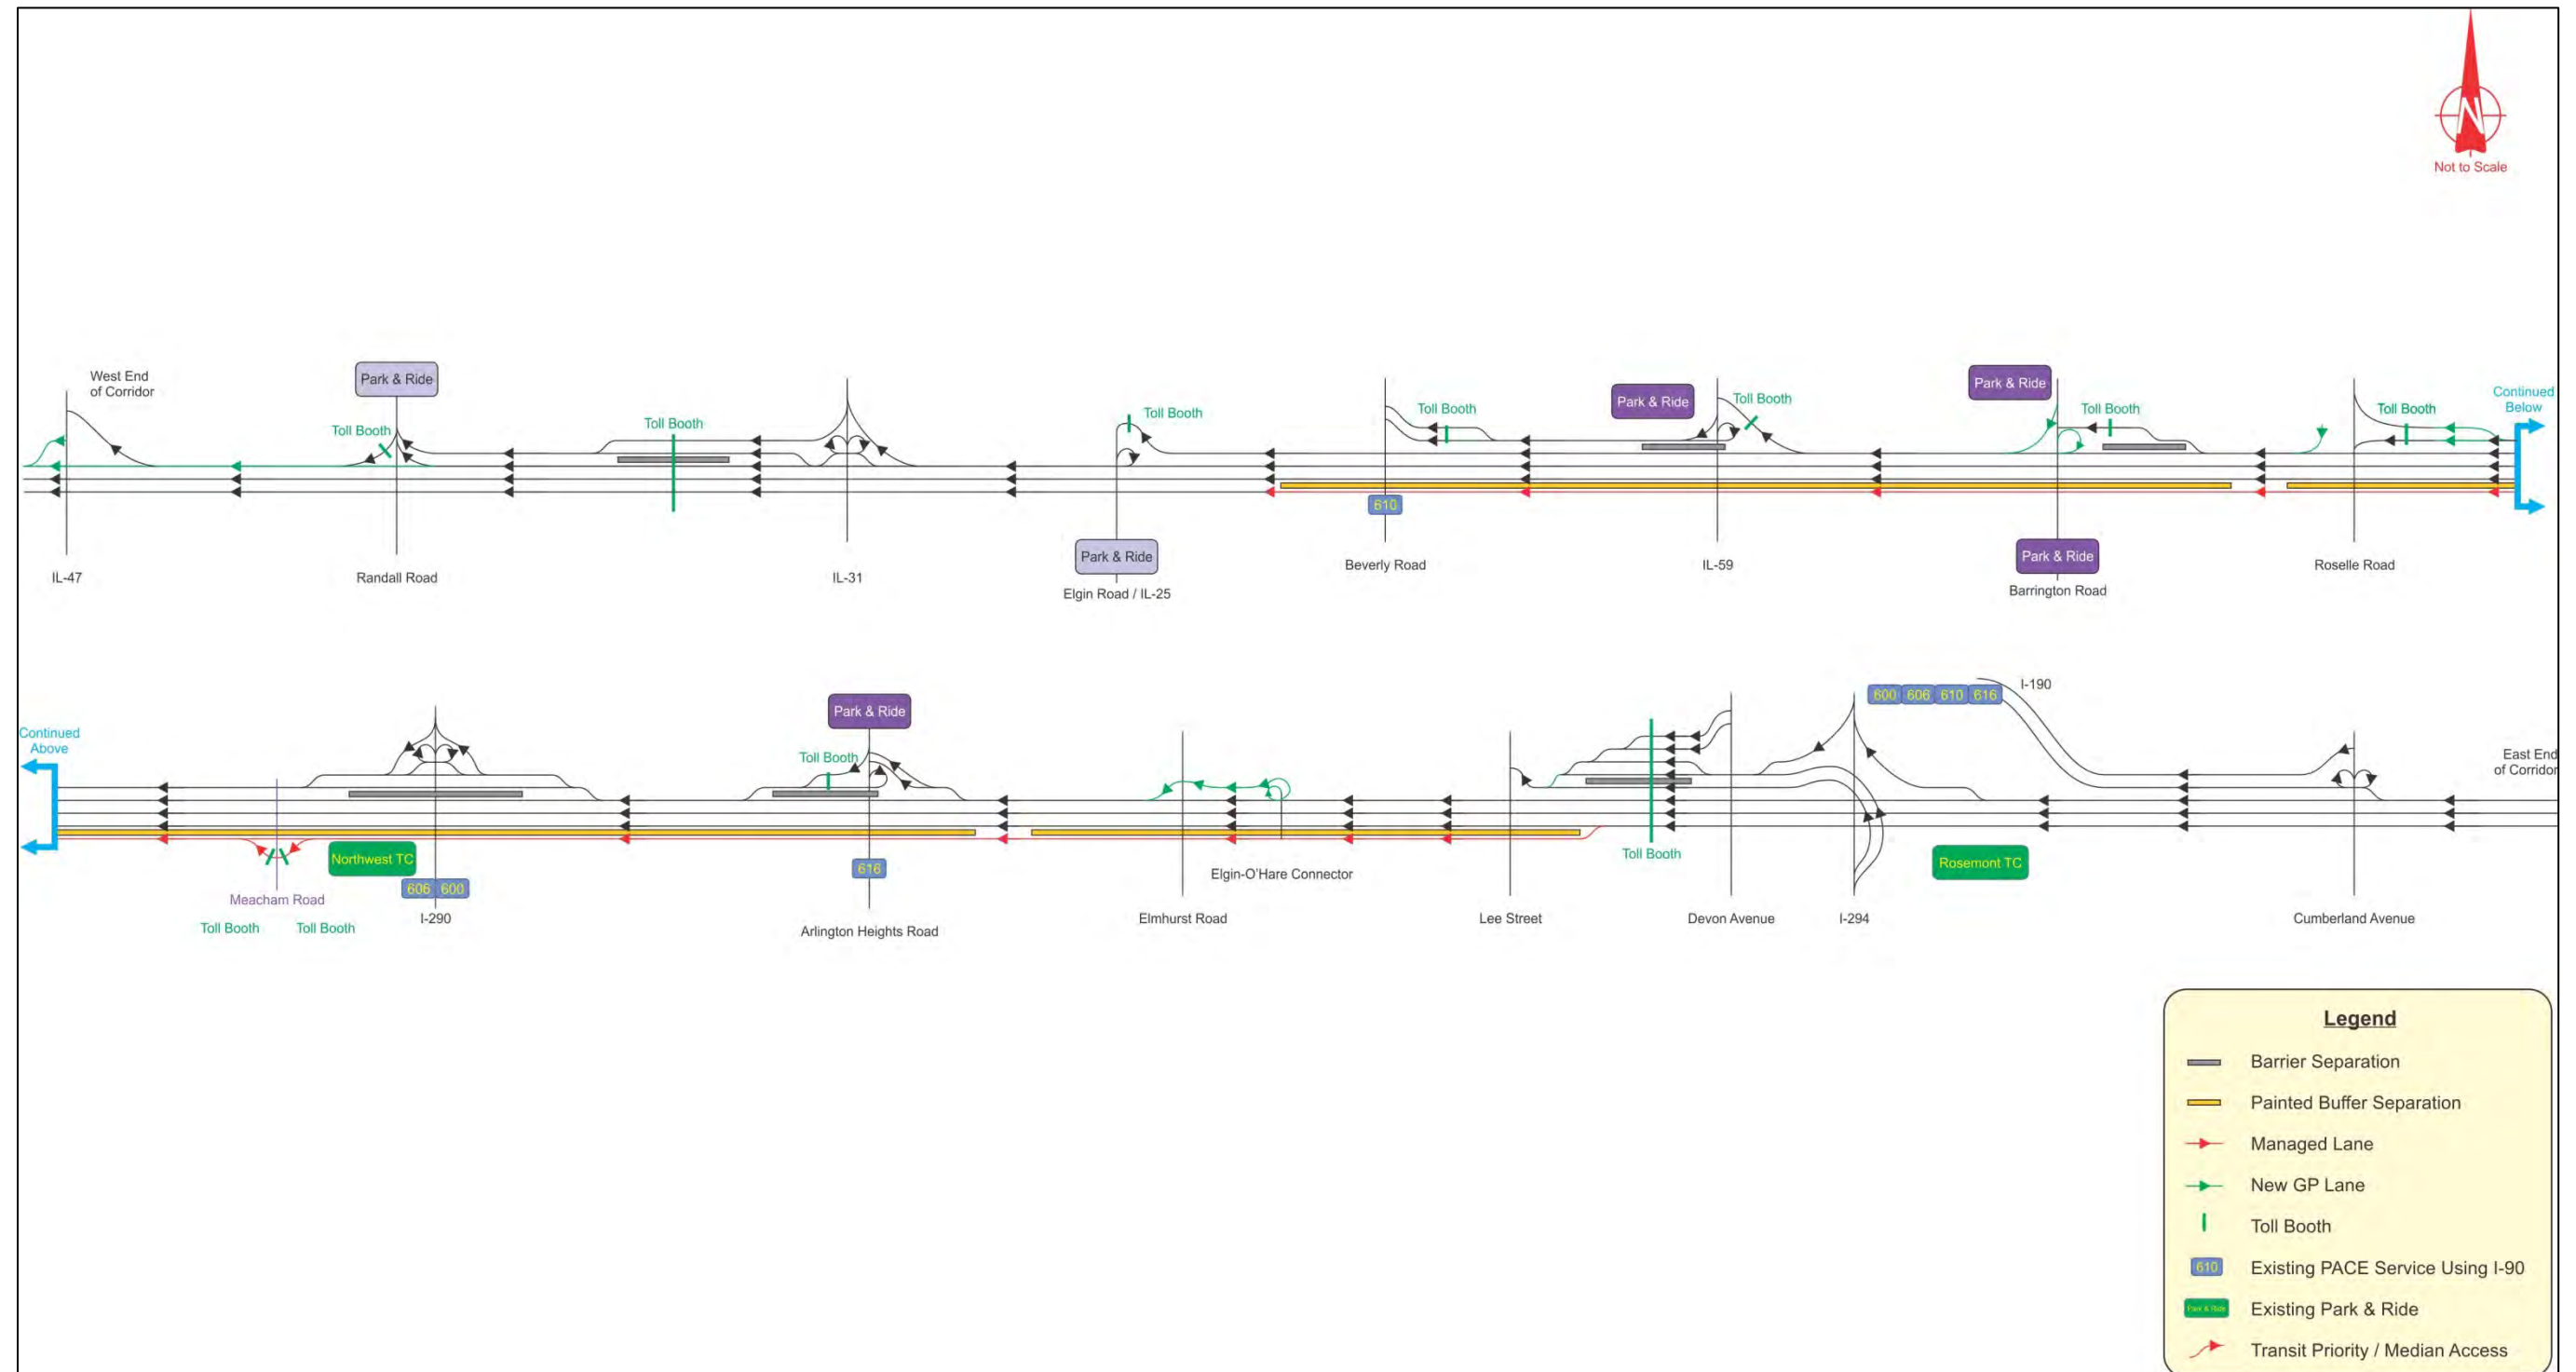 N
Not to Scale
West End
of Corridor
Park & Ride
Toll Booth
Toll Booth
Toll Booth
Toll Booth
Park & Ride
Toll Booth
Park & Ride
Toll Booth
Toll Booth
Continued
Below
610
Park & Ride
Park & Ride
IL-47
Randall Road
IL-31
Elgin Road / IL-25
Beverly Road
IL-59
Barrington Road
Roselle Road
Continued
Above
Park & Ride
Toll Booth
600 606 610 616
I-190
East End
of Corridor
Northwest TC
606 600
616
Elgin-O'Hare Connector
Toll Booth
Rosemont TC
Meacham Road
Toll Booth Toll Booth
I-290
Arlington Heights Road
Elmhurst Road
Lee Street
Devon Avenue
I-294
Cumberland Avenue
Legend
Barrier Separation
Painted Buffer Separation
Managed Lane
New GP Lane
Toll Booth
610 Existing PACE Service Using I-90
Park & Ride Existing Park & Ride
Transit Priority / Median Access